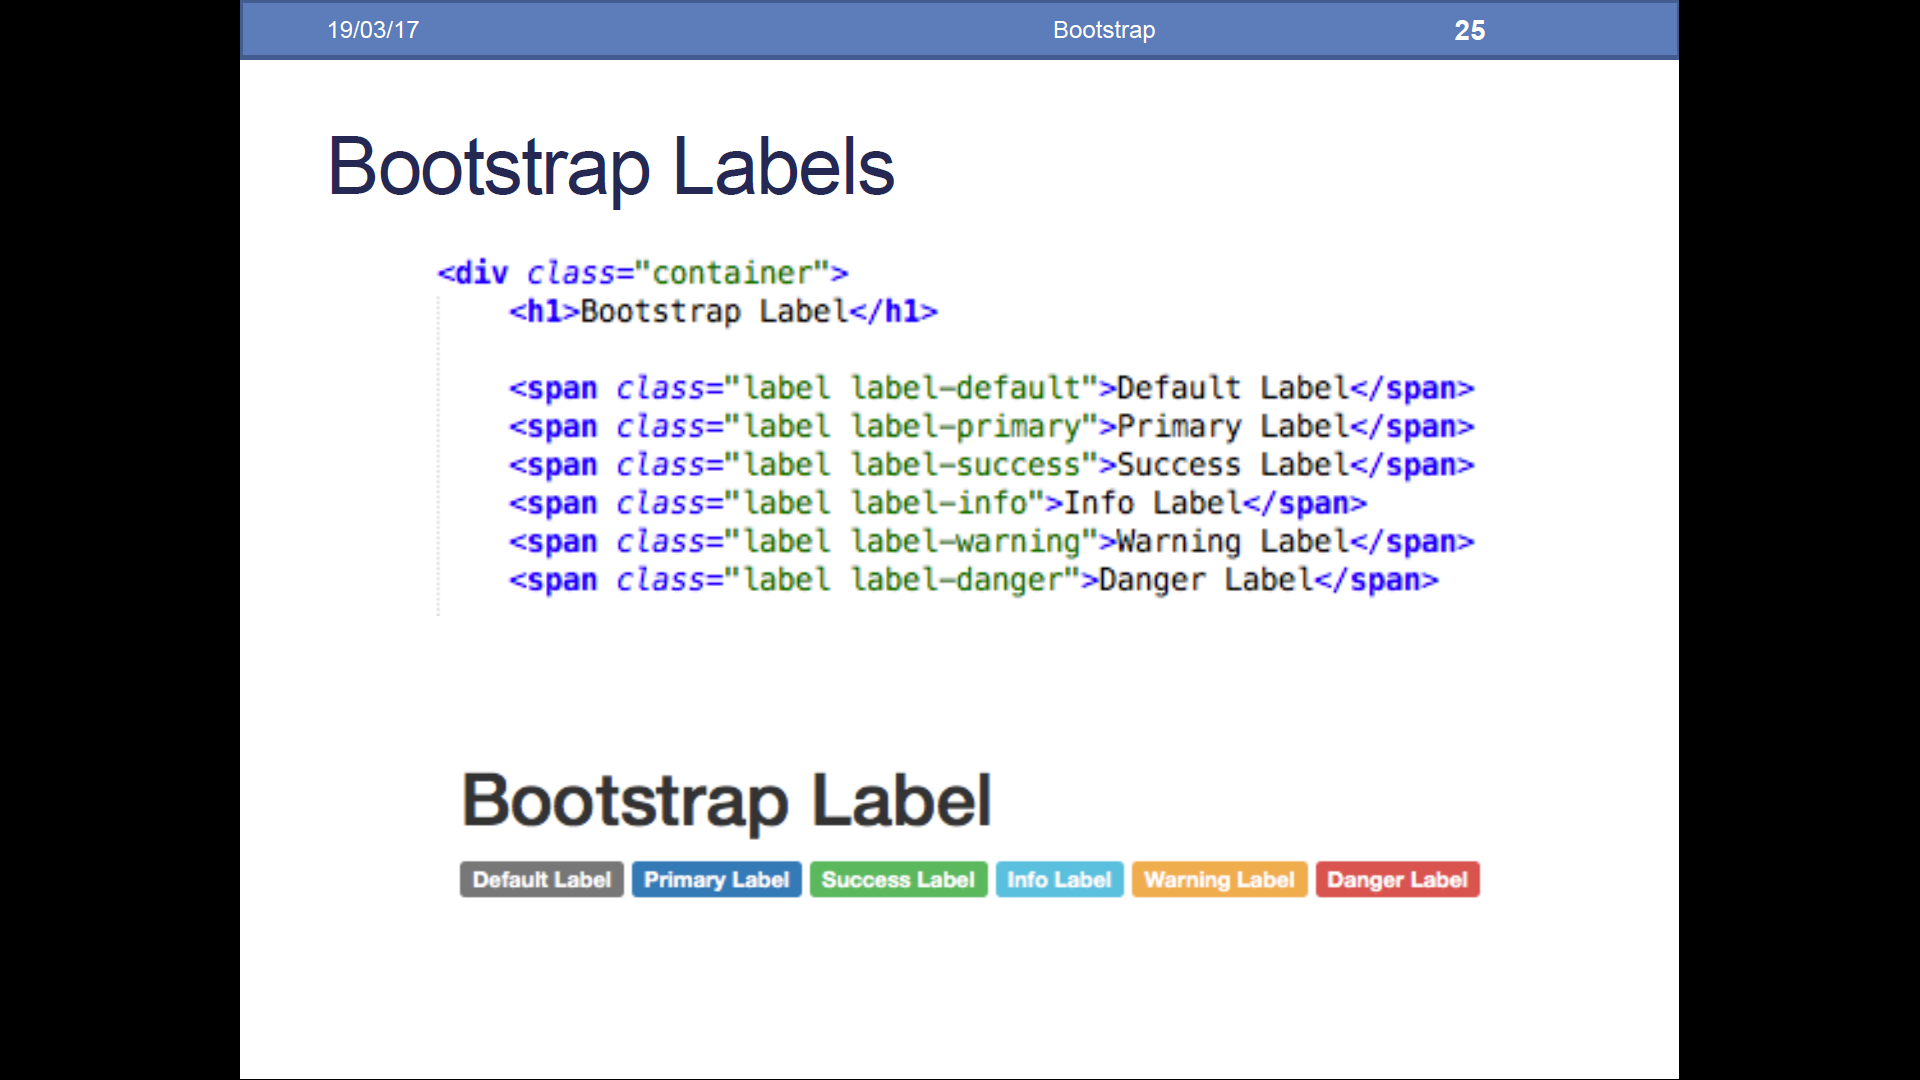 19/03/17 Bootstrap 25
Bootstrap Labels
<div class="container">
<h1>Bootstrap Label</h1>
<span class="label label-default">Default Label</span>
<span class="label label-primary">Primary Label</span>
<span class="label label-success">Success Label</span>
<span class="label label-info">Info Label</span>
<span class="label label-warning">Warning Label</span>
<span class="label label-danger">Danger Label</span>
Bootstrap Label
Default Label Primary Label Success Label Info Label Warning Label Danger Label